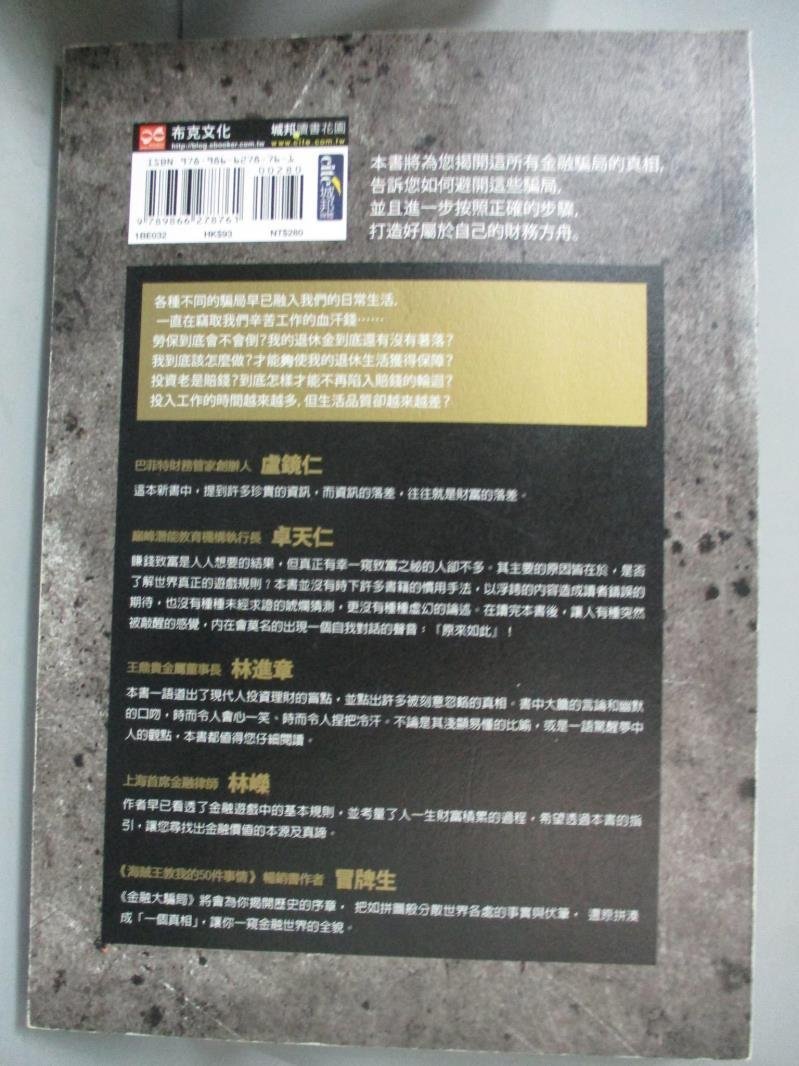 布克文化
http://blog.sbooker.com.tw
城邦讀書花園
www.cite.com.tw
ISBN 978-986-6278-76-1
00280
9 789866 278761
1BE032 HK$93 NT$280
cité城邦
本書將為您揭開這所有金融騙局的真相,
告訴您如何避開這些騙局,
並且進一步按照正確的步驟,
打造好屬於自己的財務方舟。
各種不同的騙局早已融入我們的日常生活,
一直在竊取我們辛苦工作的血汗錢……
勞保到底會不會倒?我的退休金到底還有沒有著落?
我到底該怎麼做?才能夠使我的退休生活獲得保障?
投資老是賠錢?到底怎樣才能不再陷入賠錢的輪迴?
投入工作的時間越來越多,但生活品質卻越來越差?
巴菲特財務管家創辦人 盧鏡仁
這本新書中,提到許多珍貴的資訊,而資訊的落差,往往就是財富的落差。
巔峰潛能教育機構執行長 卓天仁
賺錢致富是人人想要的結果,但真正有幸一窺致富之秘的人卻不多。其主要的原因皆在於,是否
了解世界真正的遊戲規則?本書並沒有時下許多書籍的慣用手法,以浮誇的內容造成讀者錯誤的
期待,也沒有種種未經求證的唬爛猜測,更沒有種種虛幻的論述。在讀完本書後,讓人有種突然
被敲醒的感覺,內在會莫名的出現一個自我對話的聲音:『原來如此』!
王鼎貴金屬董事長 林進章
本書一語道出了現代人投資理財的盲點,並點出許多被刻意忽略的真相。書中大膽的言論和幽默
的口吻,時而令人會心一笑、時而令人捏把冷汗。不論是其淺顯易懂的比喻,或是一語驚醒夢中
人的觀點,本書都值得您仔細閱讀。
上海首席金融律師 林嶸
作者早已看透了金融遊戲中的基本規則,並考量了人一生財富積累的過程,希望透過本書的指
引,讓您尋找出金融價值的本源及真諦。
《海賊王教我的50件事情》 暢銷書作者 冒牌生
《金融大騙局》將會為你揭開歷史的序章, 把如拼圖般分散世界各處的事實與伏筆, 還原拼湊
成「一個真相」,讓你一窺金融世界的全貌。